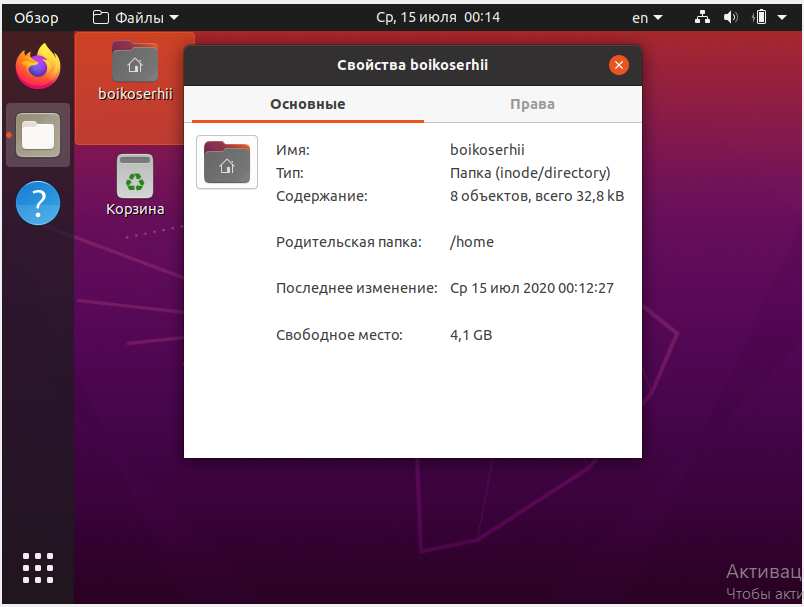 Обзор Файлы Ср, 15 июля 00:14 en
boikoserhii
Корзина
Свойства boikoserhii
Основные Права
Имя: boikoserhii
Тип: Папка (inode/directory)
Содержание: 8 объектов, всего 32,8 kB
Родительская папка: /home
Последнее изменение: Ср 15 июл 2020 00:12:27
Свободное место: 4,1 GB
?
Активац
Чтобы акти